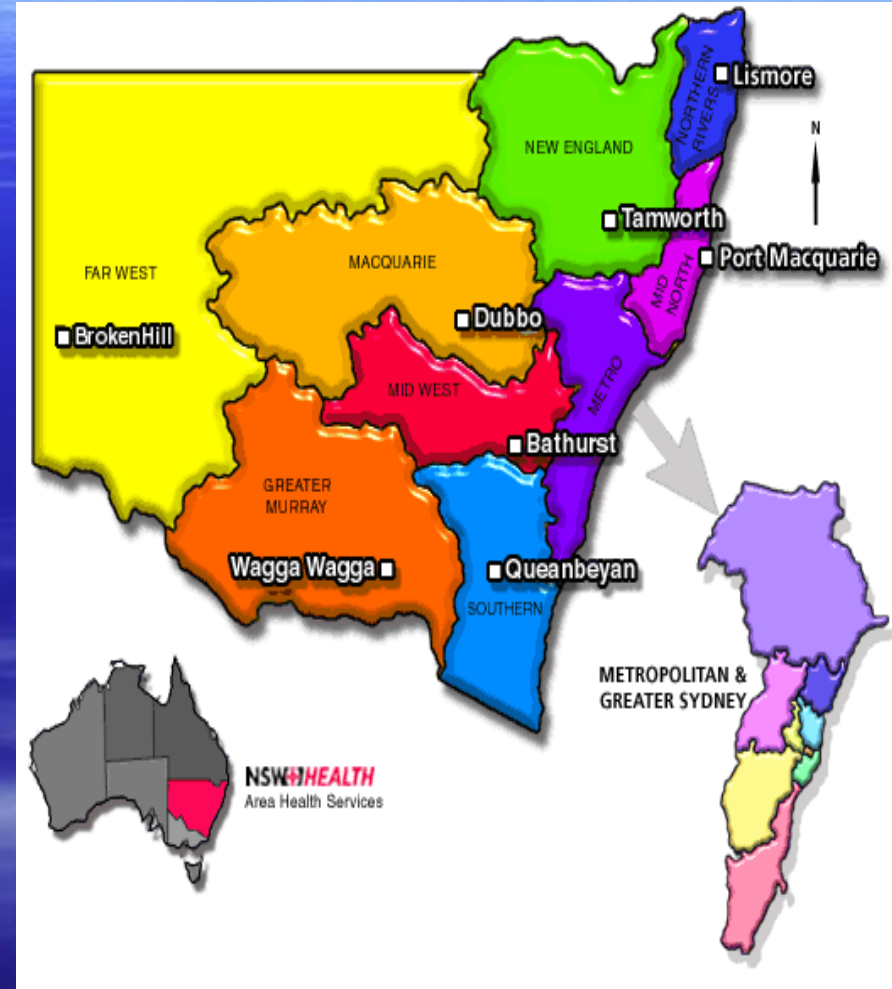 NORTHERN
RIVERS
Lismore
N
NEW ENGLAND
Tamworth
Port Macquarie
MID
NORTH
FAR WEST
MACQUARIE
BrokenHill
Dubbo
METRO
MID WEST
Bathurst
GREATER
MURRAY
Wagga Wagga
Queanbeyan
SOUTHERN
METROPOLITAN &
GREATER SYDNEY
NSW HEALTH
Area Health Services